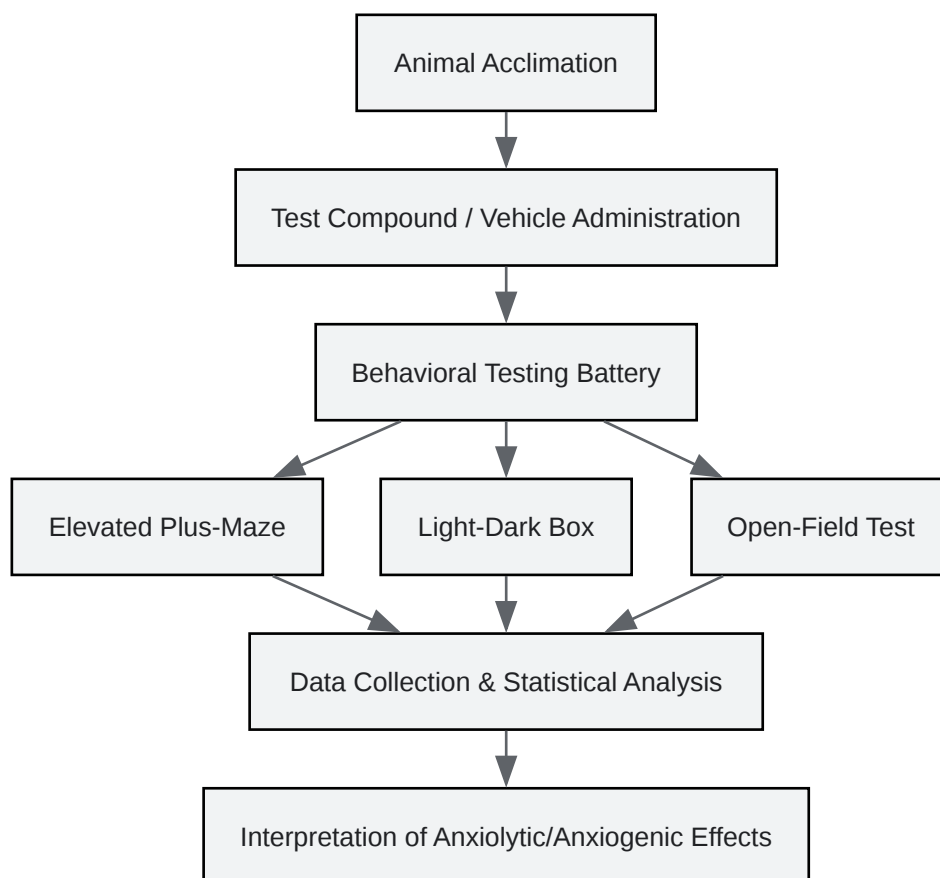 Animal Acclimation
Test Compound / Vehicle Administration
Behavioral Testing Battery
Elevated Plus-Maze
Light-Dark Box
Open-Field Test
Data Collection & Statistical Analysis
Interpretation of Anxiolytic/Anxiogenic Effects